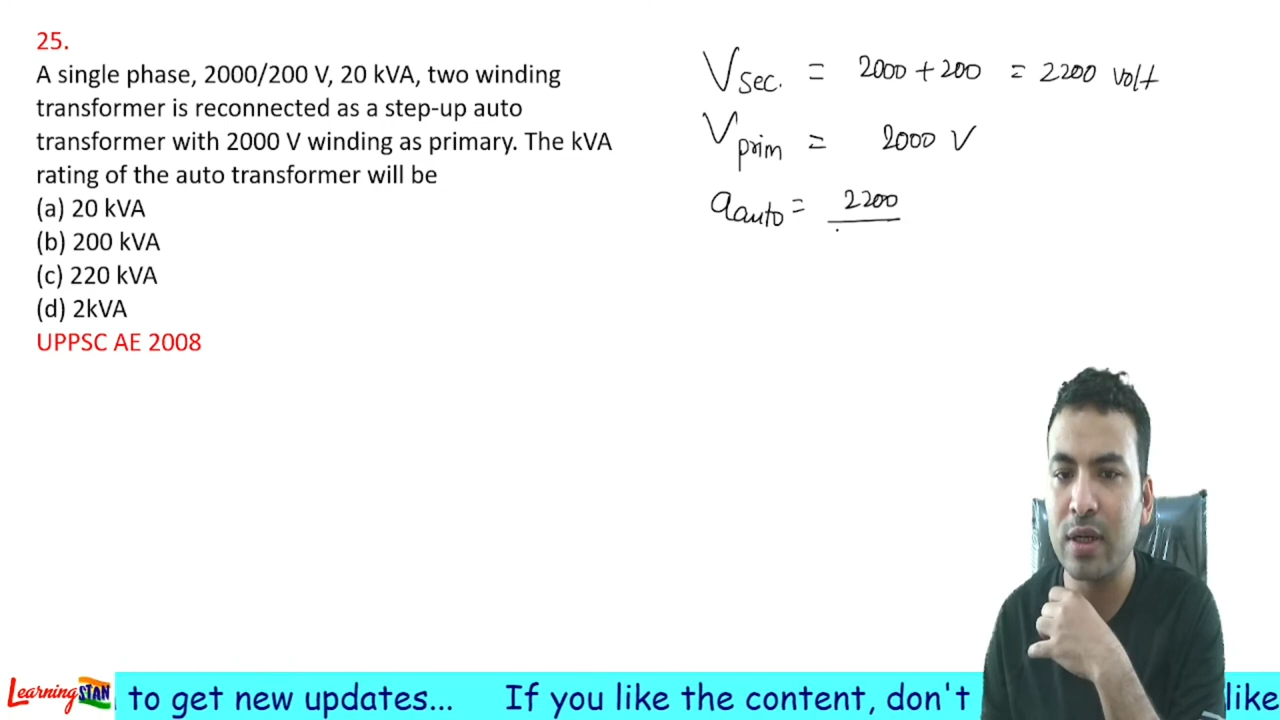 25.
A single phase, 2000/200 V, 20 kVA, two winding
transformer is reconnected as a step-up auto
transformer with 2000 V winding as primary. The kVA
rating of the auto transformer will be
(a) 20 kVA
(b) 200 kVA
(c) 220 kVA
(d) 2kVA
UPPSC AE 2008
Vsec. = 2000 + 200 = 2200 volt
Vprim = 2000 V
aauto = 2200
Learning STAN
to get new updates... If you like the content, don't like